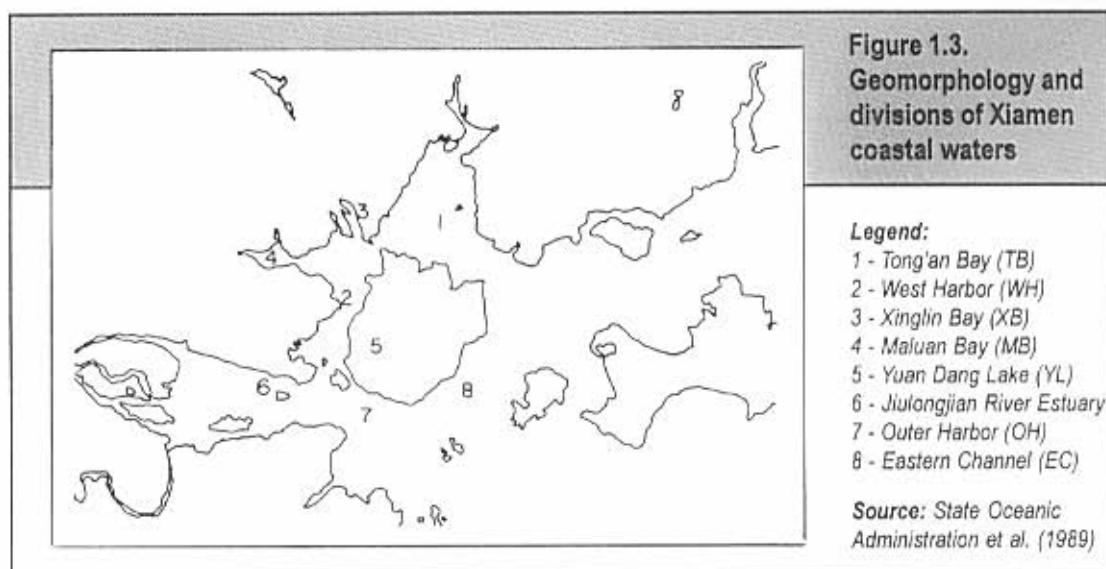 Figure 1.3.
Geomorphology and
divisions of Xiamen
coastal waters
Legend:
1 - Tong'an Bay (TB)
2 - West Harbor (WH)
3 - Xinglin Bay (XB)
4 - Maluan Bay (MB)
5 - Yuan Dang Lake (YL)
6 - Jiulongjian River Estuary
7 - Outer Harbor (OH)
8 - Eastern Channel (EC)
Source: State Oceanic
Administration et al. (1989)
3
1
4
2
5
6
8
7